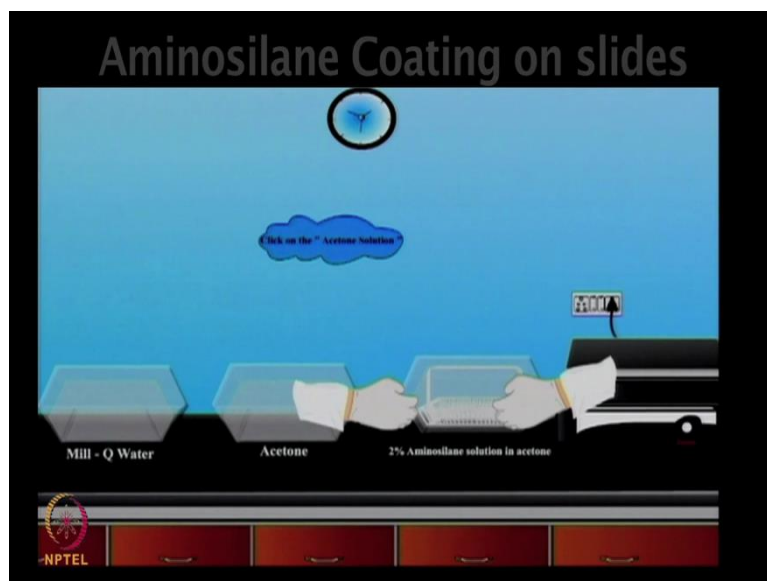 Aminosilane Coating on slides
Click on the " Acetone Solution "
Mill - Q Water
Acetone
2% Aminosilane solution in acetone
NPTEL